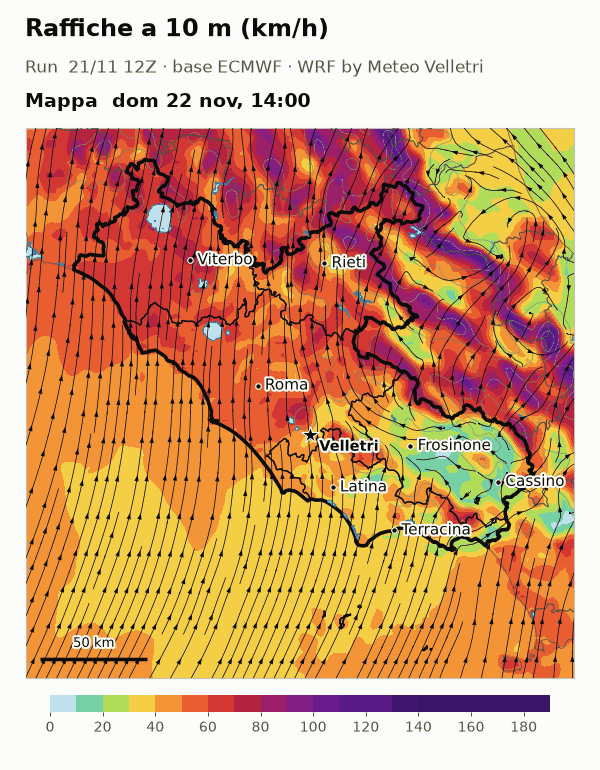 Raffiche a 10 m (km/h)
Run  21/11 12Z · base ECMWF · WRF by Meteo Velletri
Mappa  dom 22 nov, 14:00
Viterbo
Rieti
Roma
Velletri
Frosinone
Cassino
Latina
Terracina
50 km
0 20 40 60 80 100 120 140 160 180